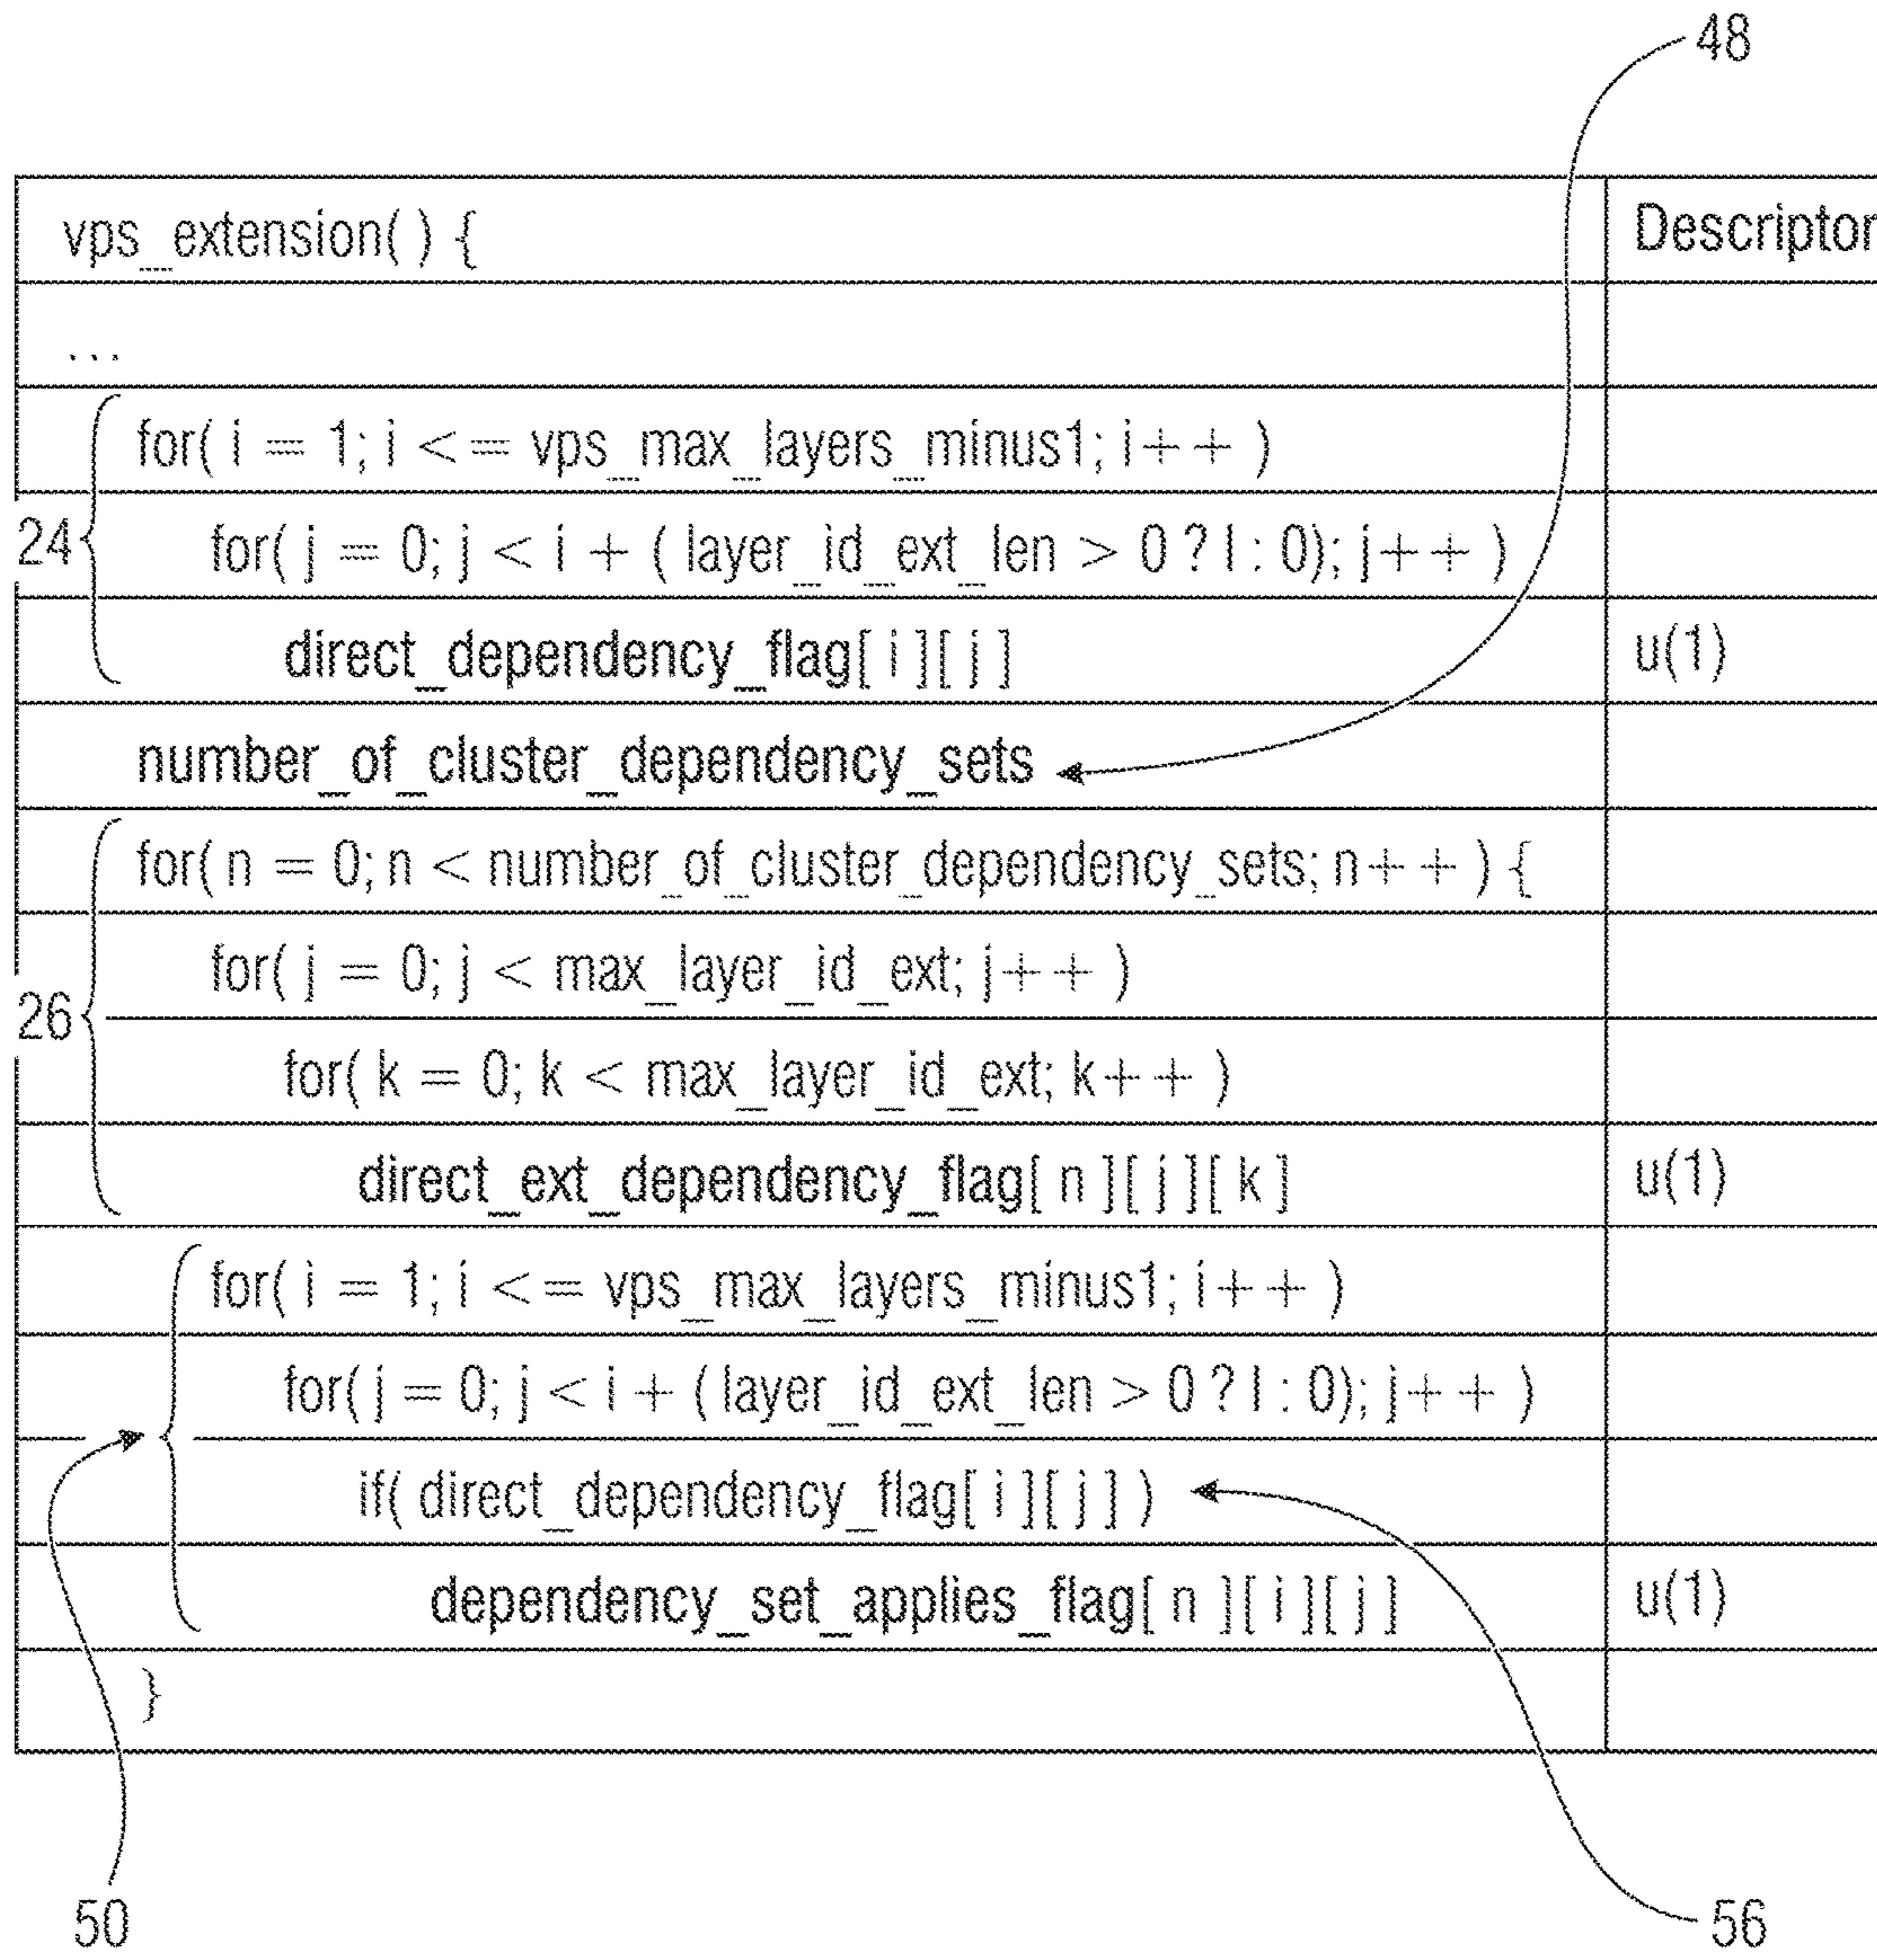 48
vps_extension( ) { Descriptor
...
for( i = 1; i <= vps_max_layers_minus1; i++ )
24 for( j = 0; j < i + ( layer_id_ext_len > 0 ? l : 0); j++ )
direct_dependency_flag[ i ][ j ] u(1)
number_of_cluster_dependency_sets
for( n = 0; n < number_of_cluster_dependency_sets; n++ ) {
for( j = 0; j < max_layer_id_ext; j++ )
26
for( k = 0; k < max_layer_id_ext; k++ )
direct_ext_dependency_flag[ n ][ j ][ k ] u(1)
for( i = 1; i <= vps_max_layers_minus1; i++ )
for( j = 0; j < i + ( layer_id_ext_len > 0 ? l : 0); j++ )
if( direct_dependency_flag[ i ][ j ] )
dependency_set_applies_flag[ n ][ i ][ j ] u(1)
}
50 56